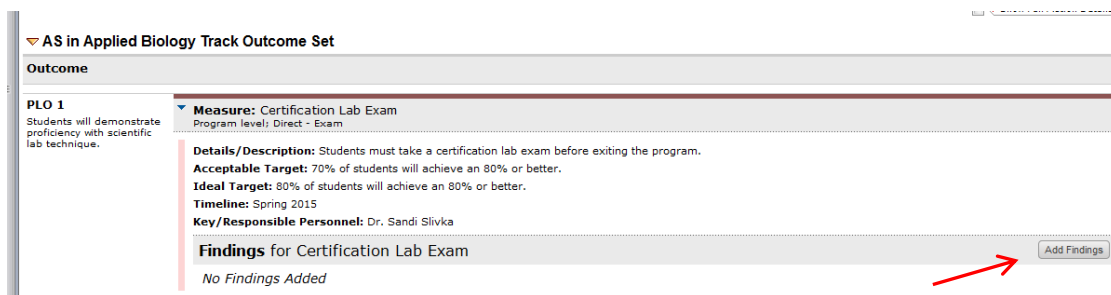 AS in Applied Biology Track Outcome Set
Outcome
PLO 1
Students will demonstrate
proficiency with scientific
lab technique.
Measure: Certification Lab Exam
Program level; Direct - Exam
Details/Description: Students must take a certification lab exam before exiting the program.
Acceptable Target: 70% of students will achieve an 80% or better.
Ideal Target: 80% of students will achieve an 80% or better.
Timeline: Spring 2015
Key/Responsible Personnel: Dr. Sandi Slivka
Findings for Certification Lab Exam
Add Findings
No Findings Added